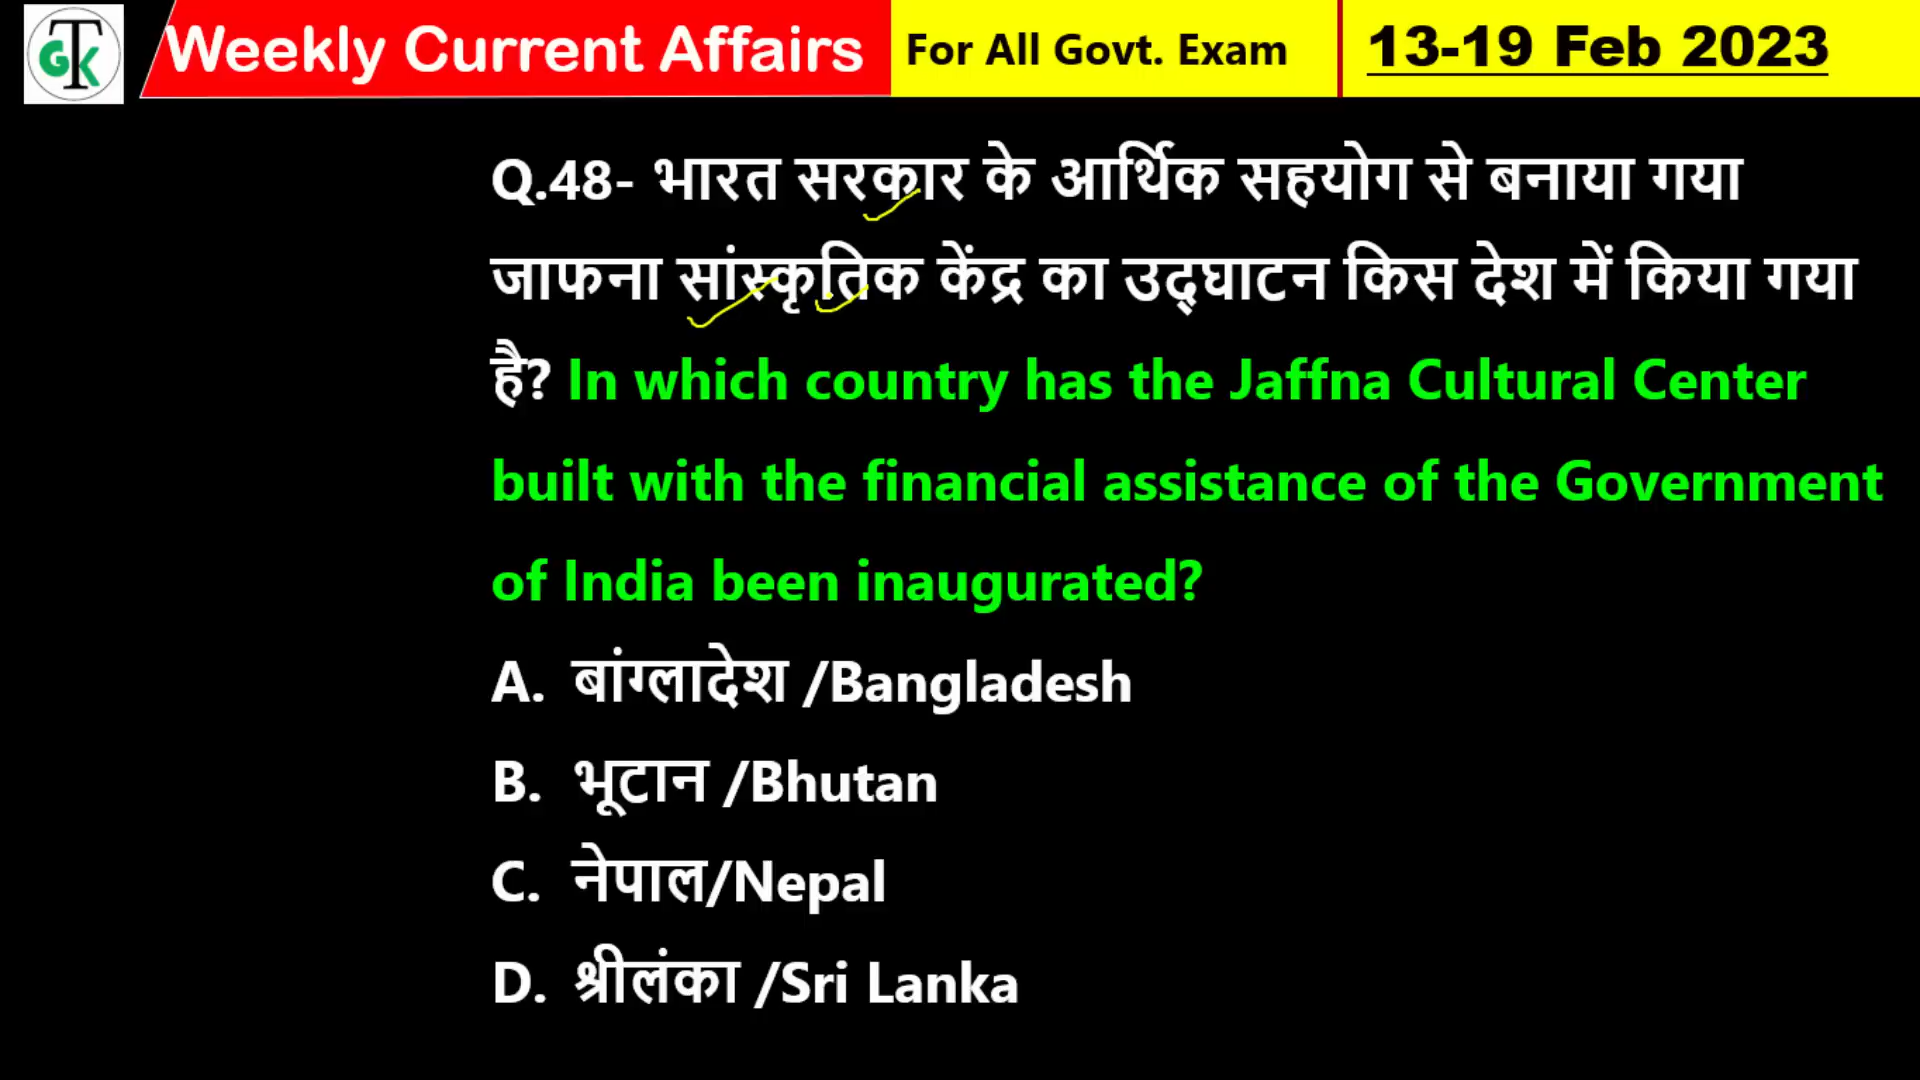 GTK
Weekly Current Affairs
For All Govt. Exam
13-19 Feb 2023
Q.48- भारत सरकार के आर्थिक सहयोग से बनाया गया
जाफना सांस्कृतिक केंद्र का उद्घाटन किस देश में किया गया
है? In which country has the Jaffna Cultural Center
built with the financial assistance of the Government
of India been inaugurated?
A. बांग्लादेश /Bangladesh
B. भूटान /Bhutan
C. नेपाल/Nepal
D. श्रीलंका /Sri Lanka